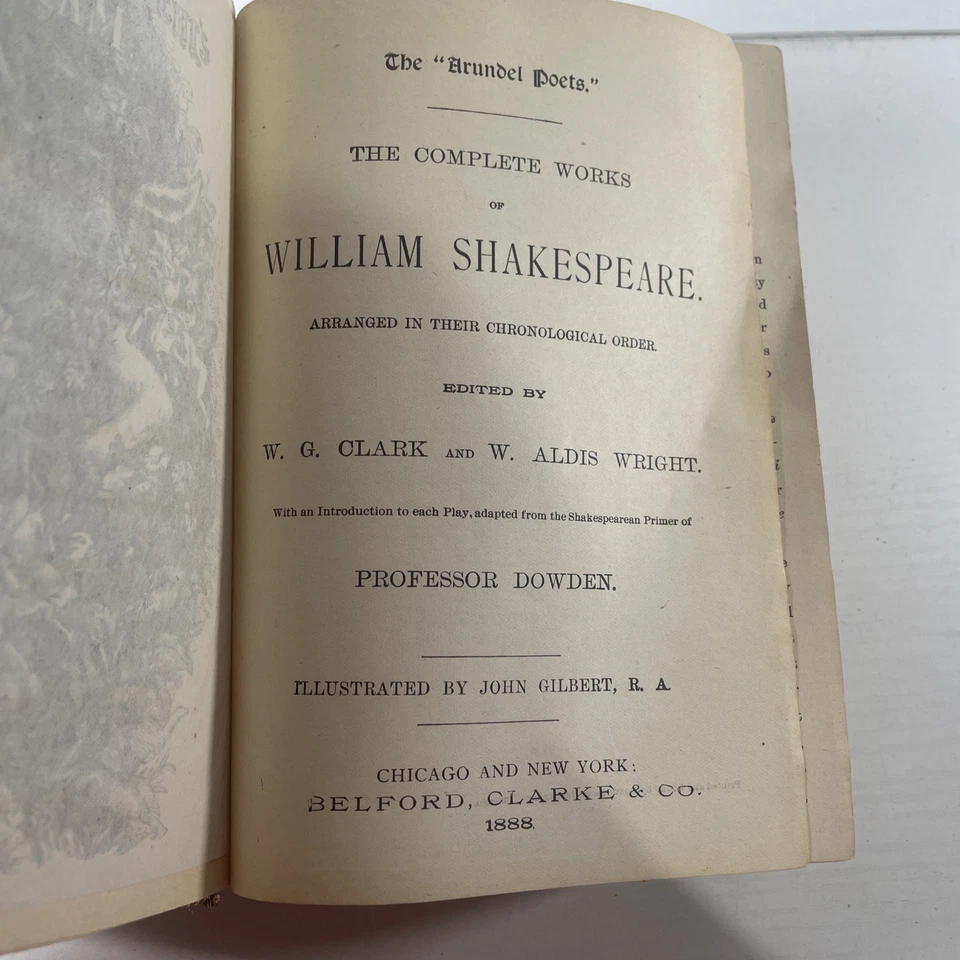 The "Arundel Poets."
THE COMPLETE WORKS
OF
WILLIAM SHAKESPEARE.
ARRANGED IN THEIR CHRONOLOGICAL ORDER.
EDITED BY
W. G. CLARK AND W. ALDIS WRIGHT.
With an Introduction to each Play, adapted from the Shakespearean Primer of
PROFESSOR DOWDEN.
ILLUSTRATED BY JOHN GILBERT, R. A.
CHICAGO AND NEW YORK:
BELFORD, CLARKE & CO.
1888.